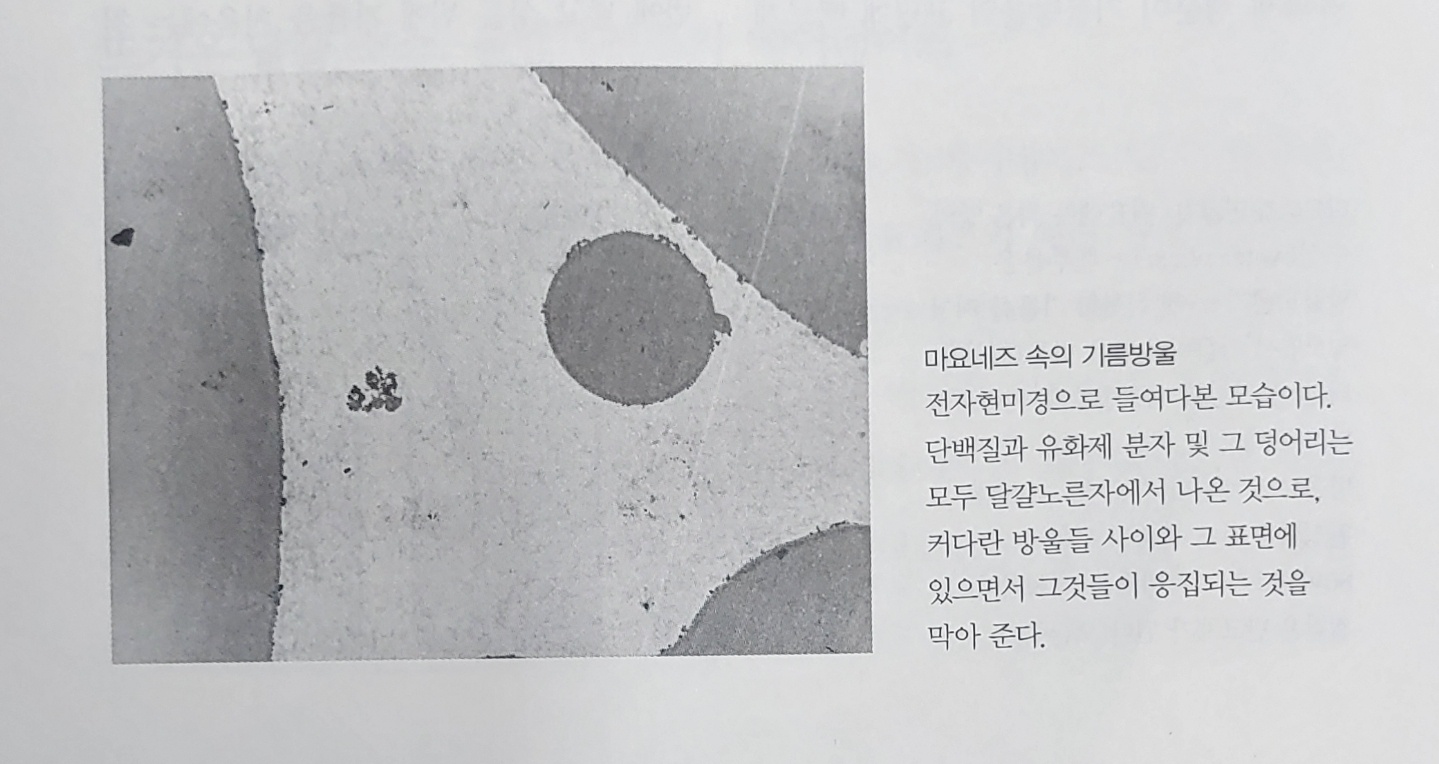 마요네즈 속의 기름방울
전자현미경으로 들여다본 모습이다.
단백질과 유화제 분자 및 그 덩어리는
모두 달걀노른자에서 나온 것으로,
커다란 방울들 사이와 그 표면에
있으면서 그것들이 응집되는 것을
막아 준다.